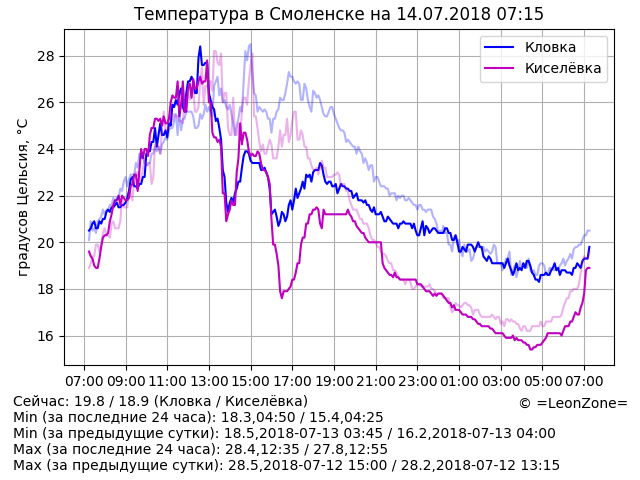 Температура в Смоленске на 14.07.2018 07:15
Кловка
Киселёвка
градусов Цельсия, °C
28
26
24
22
20
18
16
07:00 09:00 11:00 13:00 15:00 17:00 19:00 21:00 23:00 01:00 03:00 05:00 07:00
Сейчас: 19.8 / 18.9 (Кловка / Киселёвка)
© =LeonZone=
Min (за последние 24 часа): 18.3,04:50 / 15.4,04:25
Min (за предыдущие сутки): 18.5,2018-07-13 03:45 / 16.2,2018-07-13 04:00
Max (за последние 24 часа): 28.4,12:35 / 27.8,12:55
Max (за предыдущие сутки): 28.5,2018-07-12 15:00 / 28.2,2018-07-12 13:15